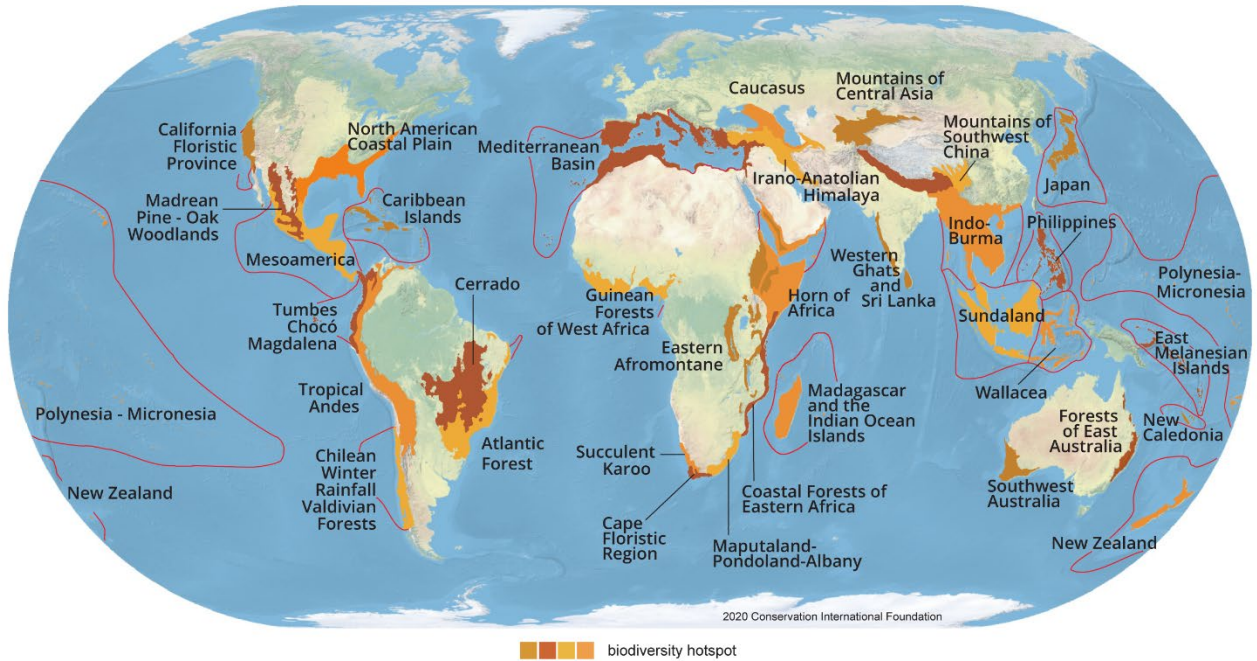 Caucasus
Mountains of
Central Asia
California
Floristic
Province
North American
Coastal Plain
Mediterranean
Basin
Mountains of
Southwest
China
Irano-Anatolian
Himalaya
Japan
Madrean
Pine - Oak
Woodlands
Caribbean
Islands
Indo-
Burma
Philippines
Mesoamerica
Western
Ghats
and
Sri Lanka
Polynesia-
Micronesia
Cerrado
Tumbes
Chocó
Magdalena
Guinean
Forests
of West Africa
Horn of
Africa
Sundaland
East
Melanesian
Islands
Eastern
Afromontane
Wallacea
Tropical
Andes
Madagascar
and the
Indian Ocean
Islands
Polynesia - Micronesia
Forests
of East
Australia
New
Caledonia
Atlantic
Forest
Chilean
Winter
Rainfall
Valdivian
Forests
Succulent
Karoo
New Zealand
Southwest
Australia
Coastal Forests of
Eastern Africa
Cape
Floristic
Region
Maputaland-
Pondoland-Albany
New Zealand
2020 Conservation International Foundation
biodiversity hotspot